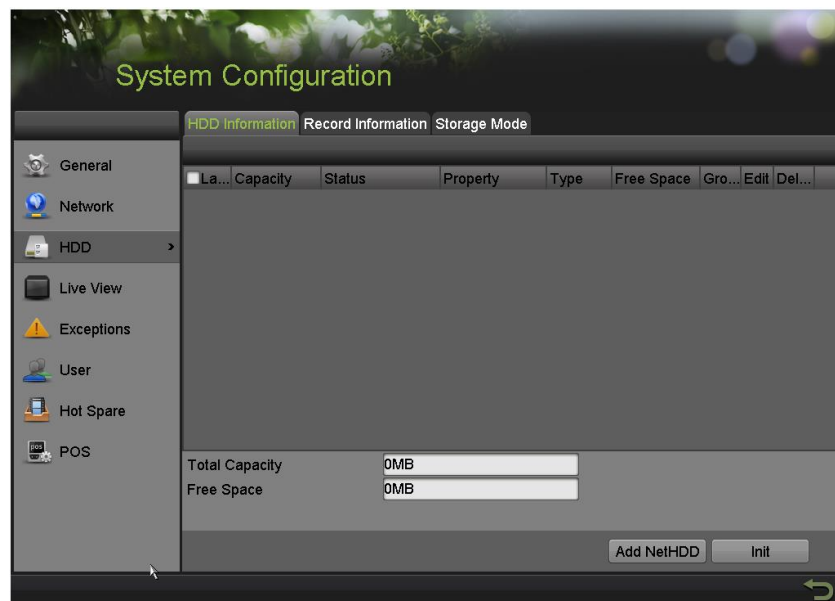 System Configuration
HDD Information Record Information Storage Mode
General
Network
HDD
Live View
Exceptions
User
Hot Spare
POS
La... Capacity Status Property Type Free Space Gro... Edit Del...
Total Capacity 0MB
Free Space 0MB
Add NetHDD Init